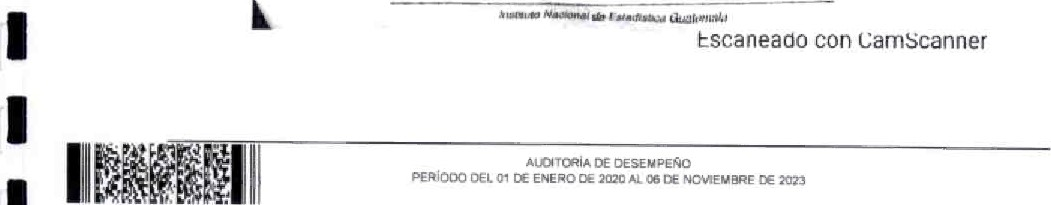 Instituto Nacional de Estadística Guatemala
Escaneado con CamScanner
AUDITORÍA DE DESEMPEÑO
PERÍODO DEL 01 DE ENERO DE 2020 AL 06 DE NOVIEMBRE DE 2023